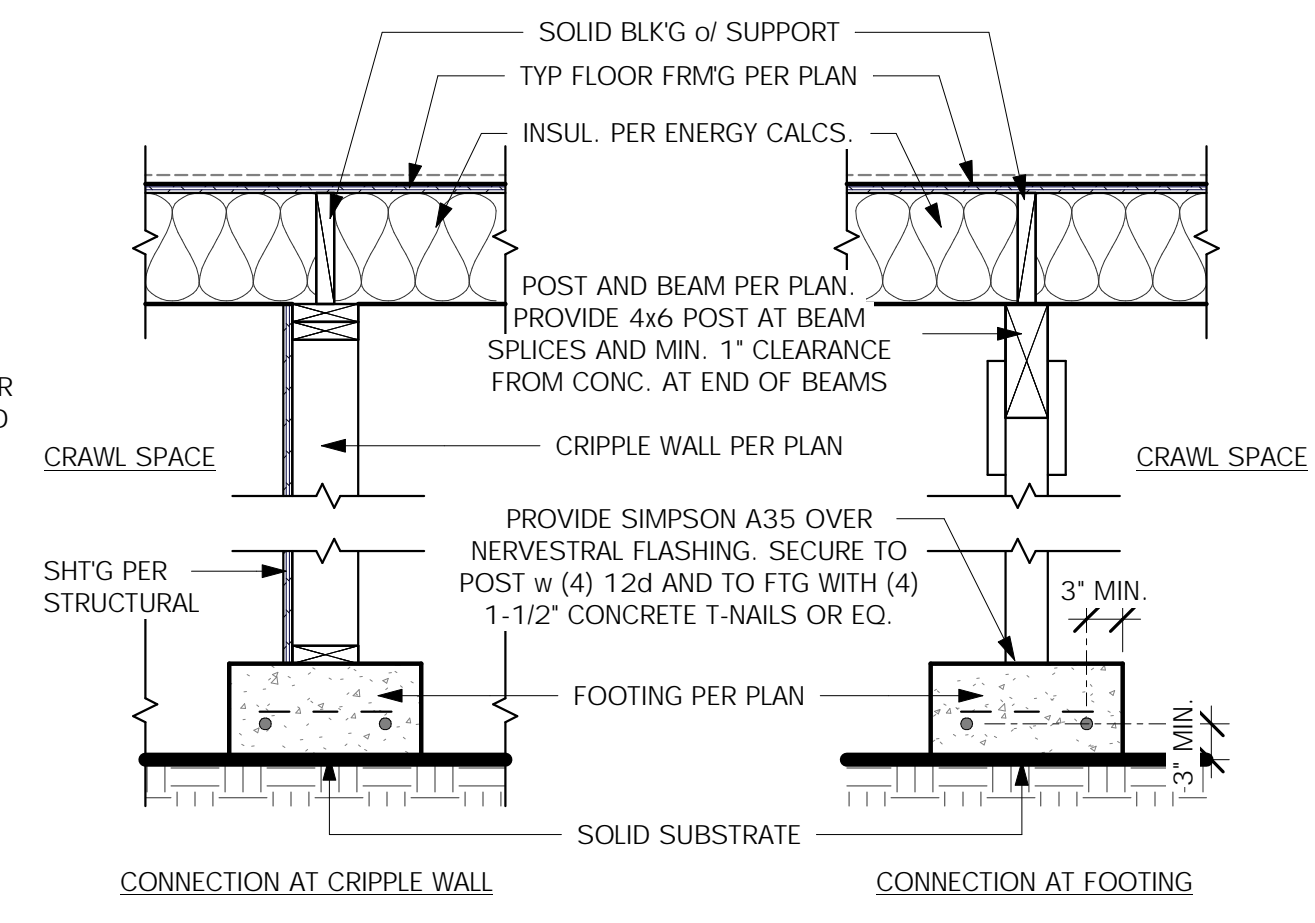 SOLID BLK'G o/ SUPPORT
TYP FLOOR FRM'G PER PLAN
INSUL. PER ENERGY CALCS.
POST AND BEAM PER PLAN.
PROVIDE 4x6 POST AT BEAM
SPLICES AND MIN. 1" CLEARANCE
FROM CONC. AT END OF BEAMS
CRAWL SPACE
CRIPPLE WALL PER PLAN
CRAWL SPACE
SHT'G PER
STRUCTURAL
PROVIDE SIMPSON A35 OVER
NERVESTRAL FLASHING. SECURE TO
POST w (4) 12d AND TO FTG WITH (4)
1-1/2" CONCRETE T-NAILS OR EQ.
3" MIN.
FOOTING PER PLAN
3" MIN.
SOLID SUBSTRATE
CONNECTION AT CRIPPLE WALL
CONNECTION AT FOOTING